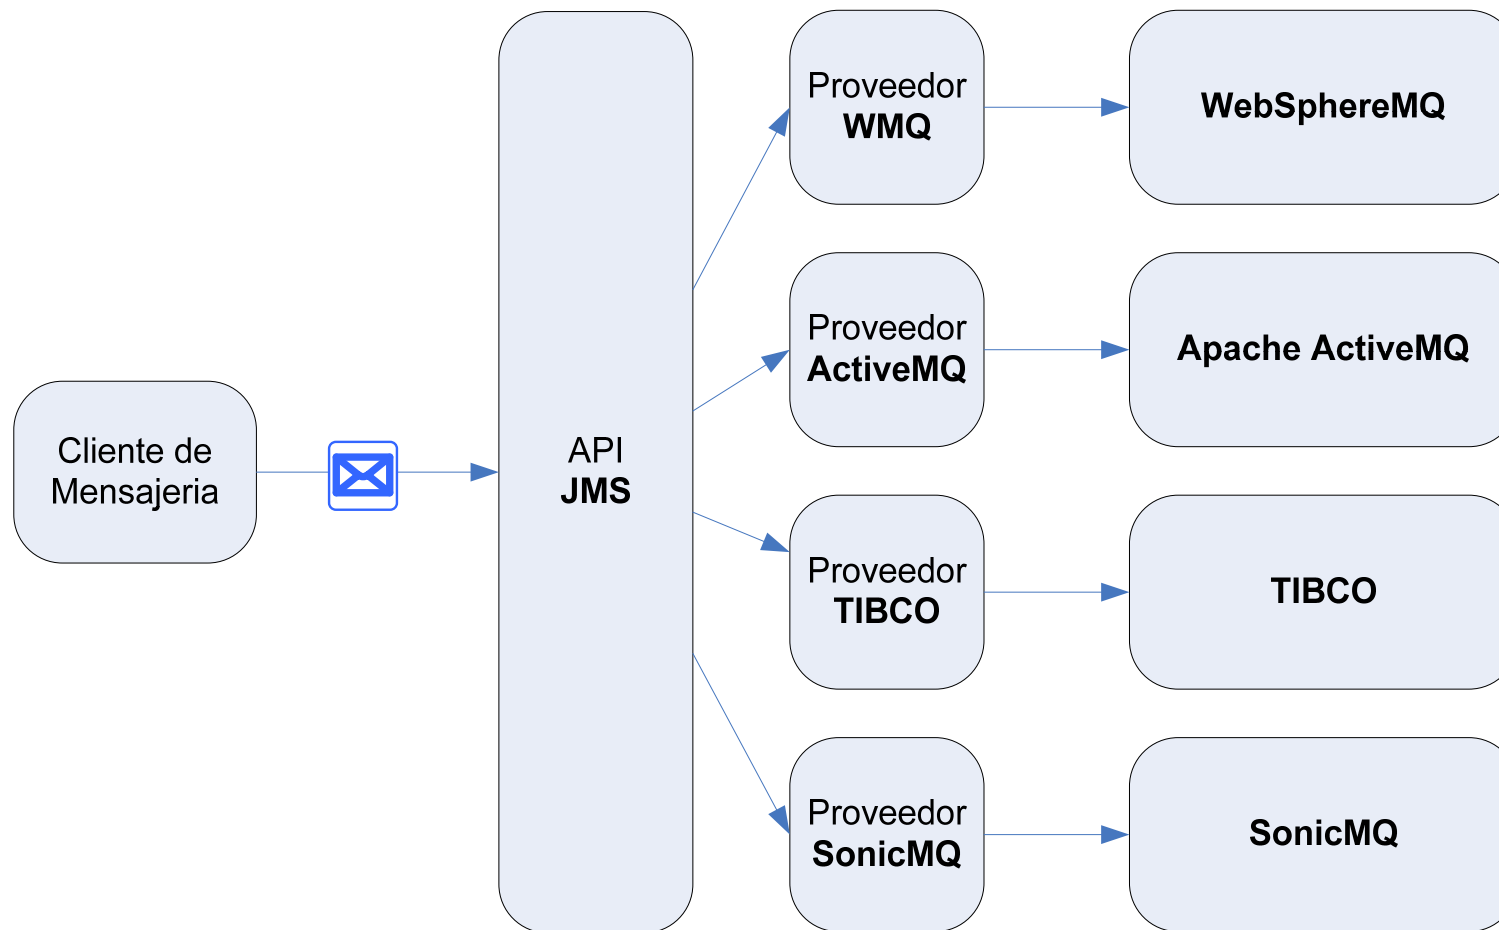 Cliente de
Mensajeria
API
JMS
Proveedor
WMQ
WebSphereMQ
Proveedor
ActiveMQ
Apache ActiveMQ
Proveedor
TIBCO
TIBCO
Proveedor
SonicMQ
SonicMQ